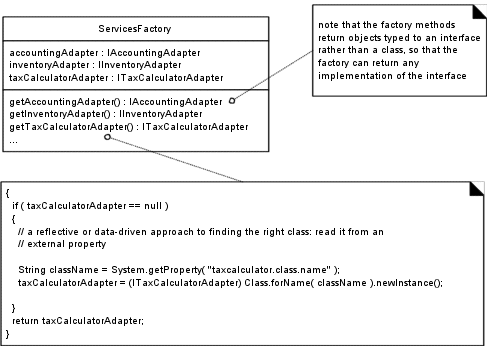 ServicesFactory
accountingAdapter : IAccountingAdapter
inventoryAdapter : IInventoryAdapter
taxCalculatorAdapter : ITaxCalculatorAdapter
getAccountingAdapter() : IAccountingAdapter
getInventoryAdapter() : IInventoryAdapter
getTaxCalculatorAdapter() : ITaxCalculatorAdapter
...
note that the factory methods
return objects typed to an interface
rather than a class, so that the
factory can return any
implementation of the interface
{
if ( taxCalculatorAdapter == null )
{
// a reflective or data-driven approach to finding the right class: read it from an
// external property
String className = System.getProperty( "taxcalculator.class.name" );
taxCalculatorAdapter = (ITaxCalculatorAdapter) Class.forName( className ).newInstance();
}
return taxCalculatorAdapter;
}